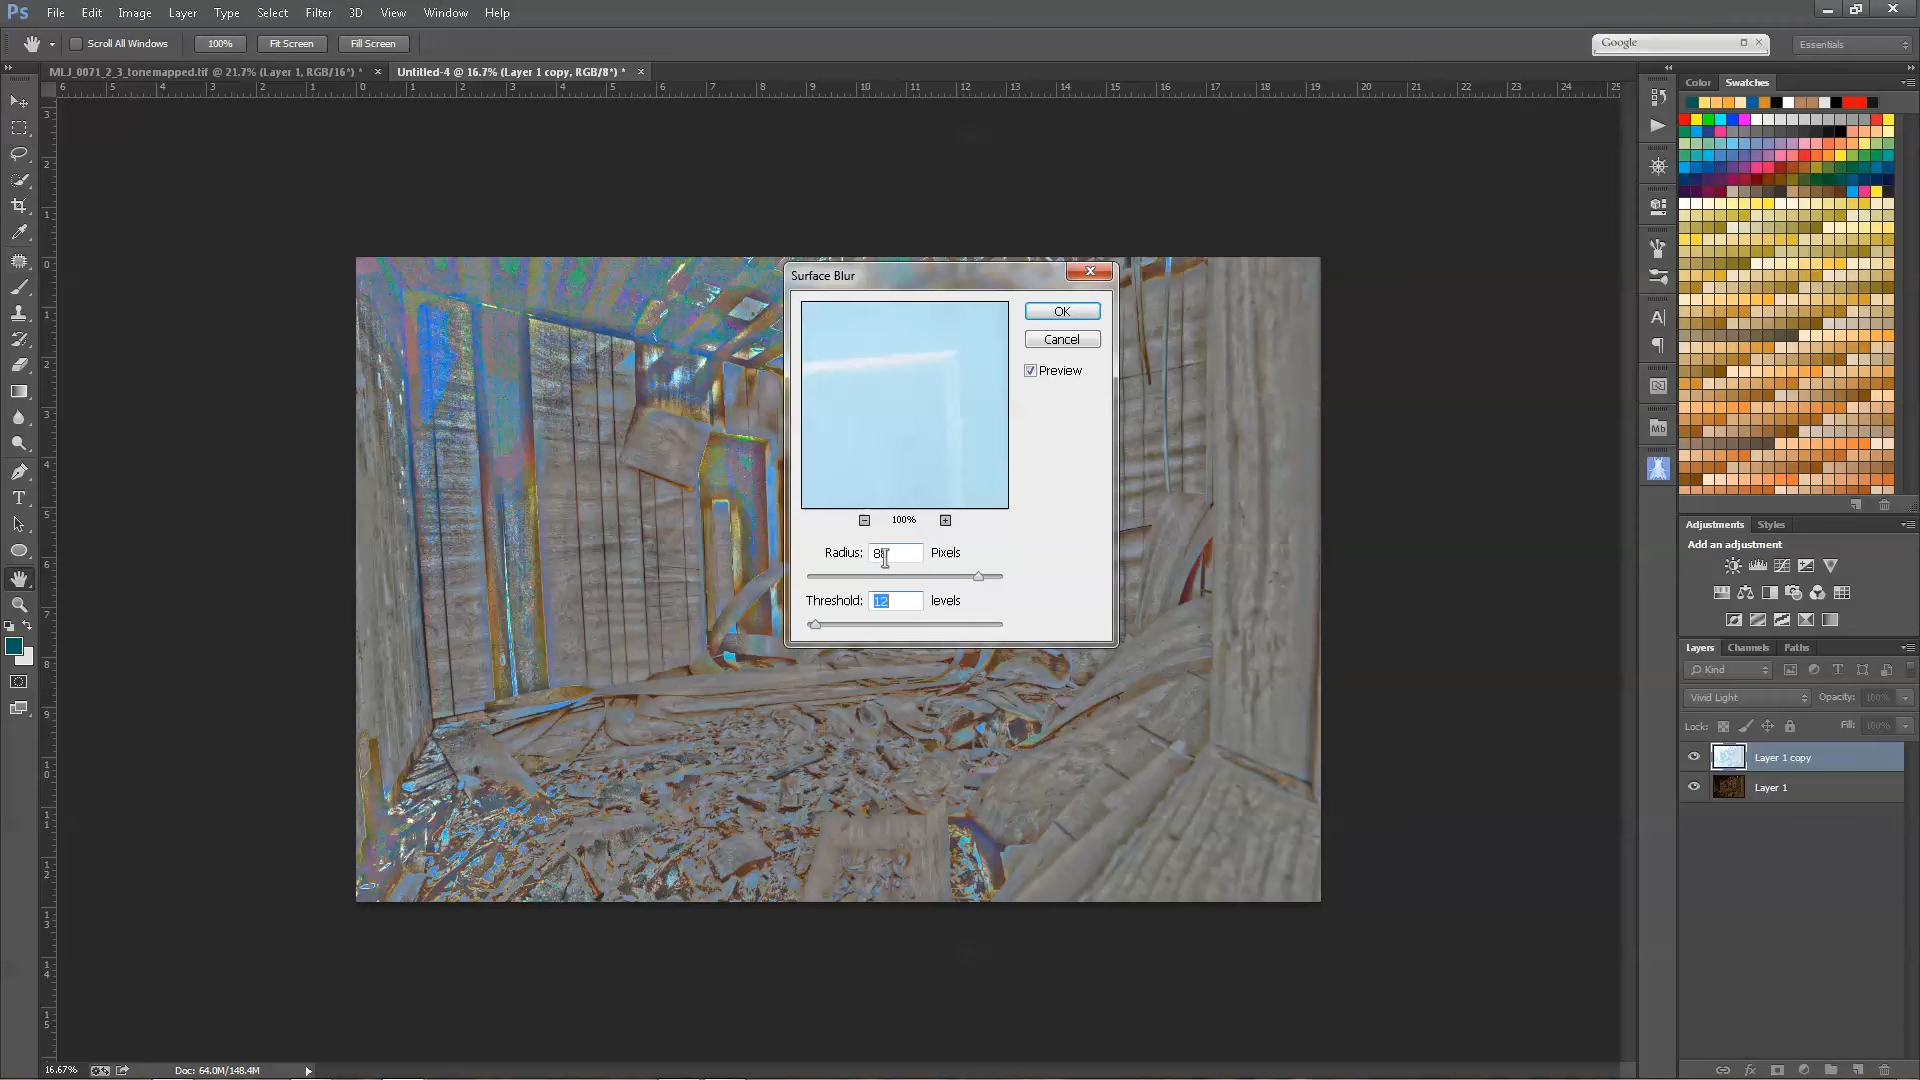 Ps File Edit Image Layer Type Select Filter 3D View Window Help
Scroll All Windows 100% Fit Screen Fill Screen Google Essentials
MLJ_0071_2_3_tonemapped.tif @ 21.7% (Layer 1, RGB/16*) * × Untitled-4 @ 16.7% (Layer 1 copy, RGB/8*) * ×
Color Swatches
Surface Blur
OK
Cancel
Preview
100%
Radius: Pixels
Threshold: 12 levels
Mb
Adjustments Styles
Add an adjustment
Layers Channels Paths
Kind
Vivid Light Opacity: 100%
Lock: Fill: 100%
Layer 1 copy
Layer 1
16.67% Doc: 64.0M/148.4M